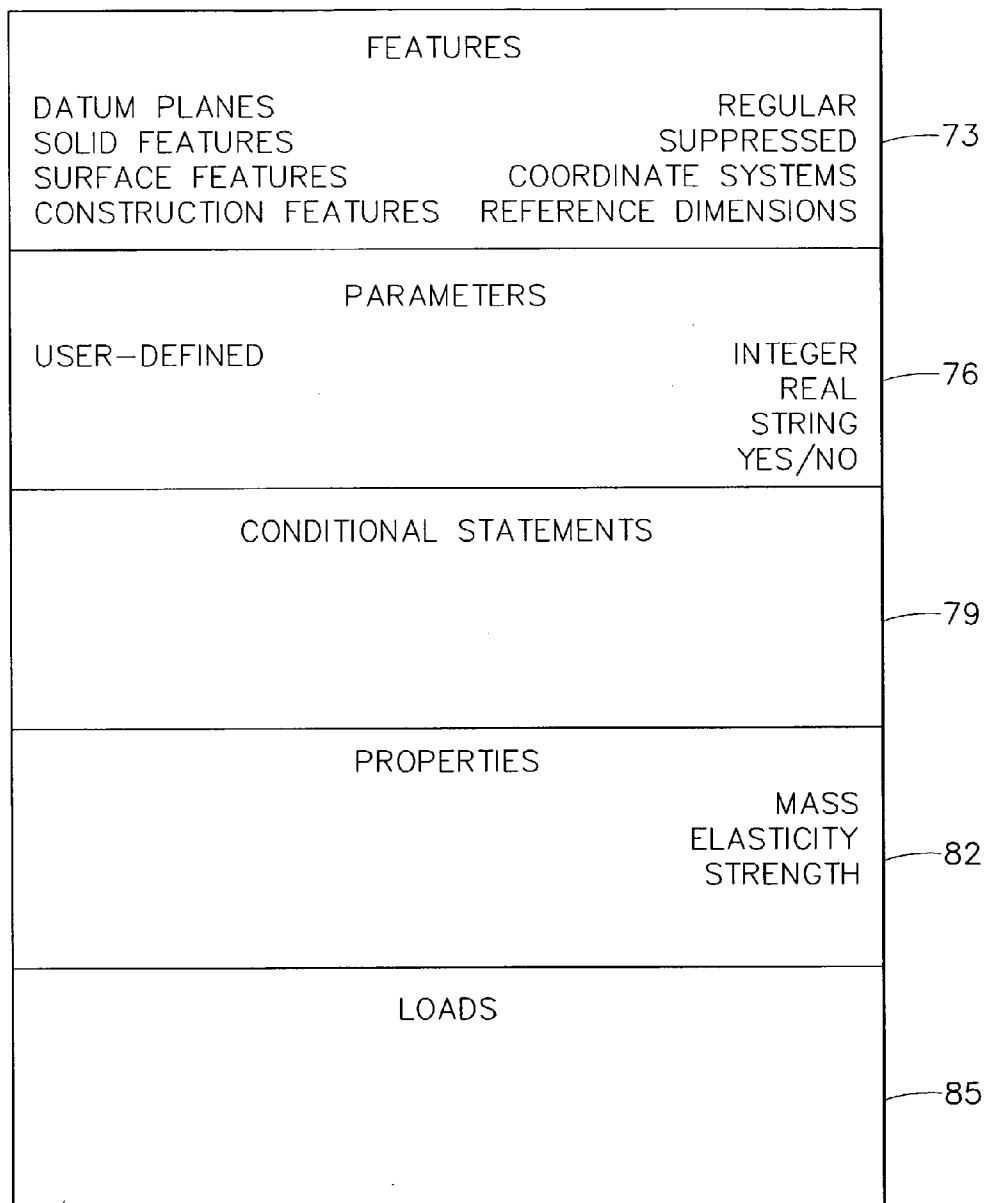 FEATURES
DATUM PLANES REGULAR
SOLID FEATURES SUPPRESSED
SURFACE FEATURES COORDINATE SYSTEMS
CONSTRUCTION FEATURES REFERENCE DIMENSIONS
73
PARAMETERS
USER-DEFINED INTEGER
REAL
STRING
YES/NO
76
CONDITIONAL STATEMENTS
79
PROPERTIES
MASS
ELASTICITY
STRENGTH
82
LOADS
85